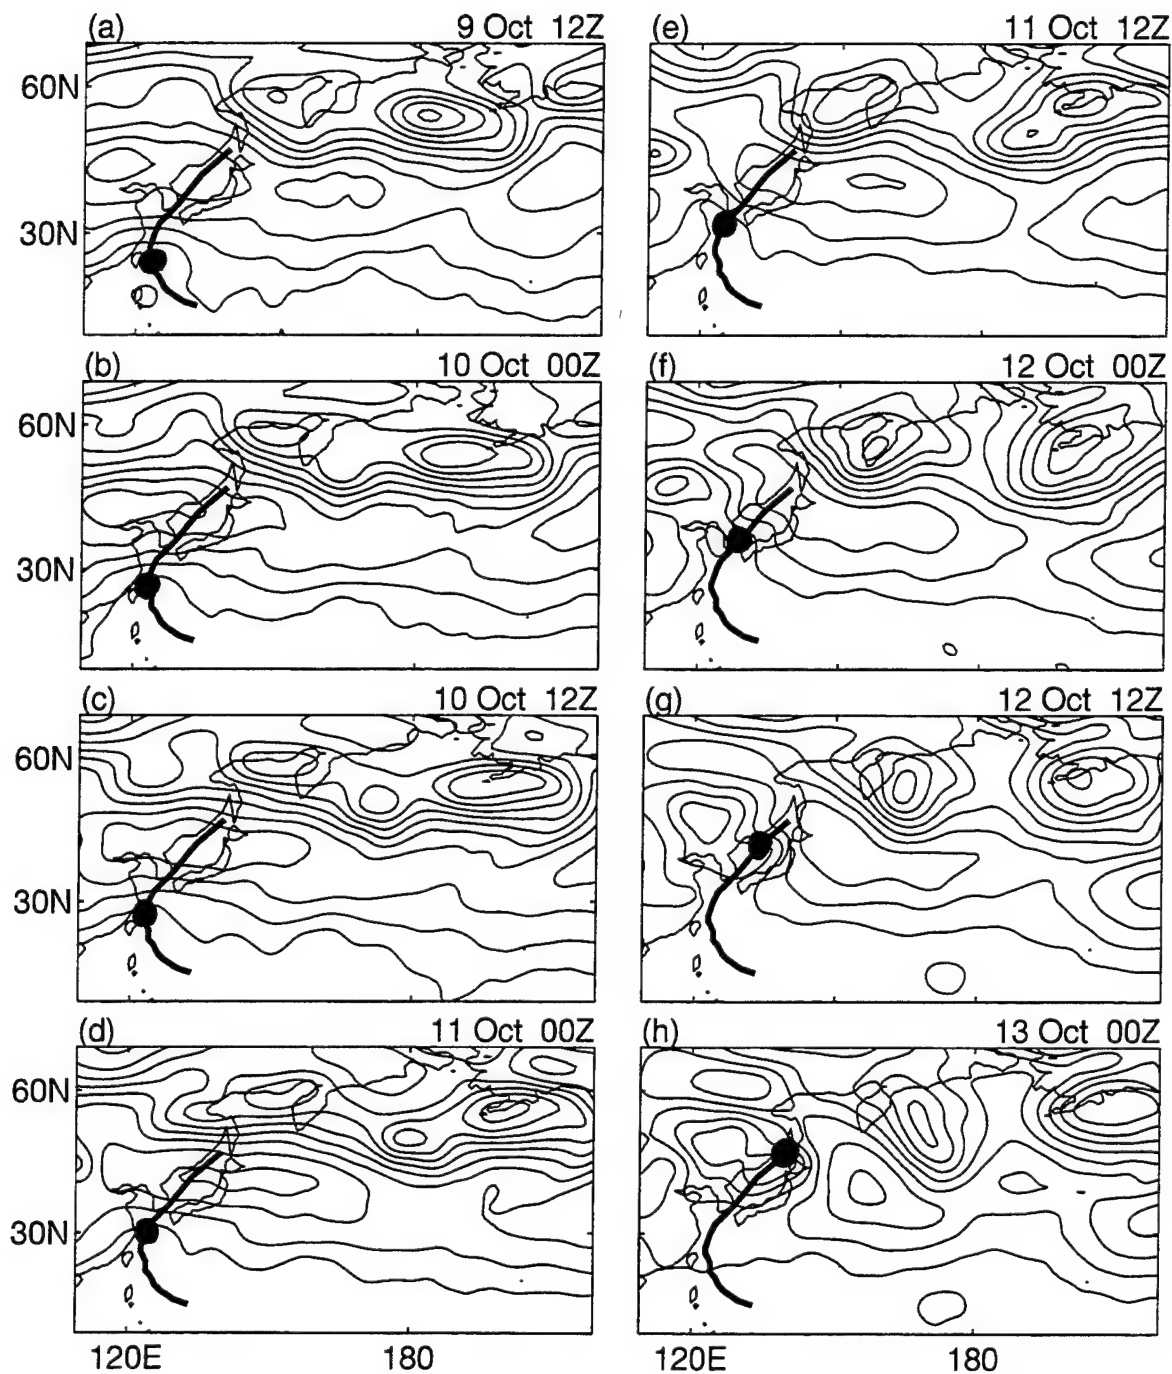 (a) 9 Oct 12Z
(e) 11 Oct 12Z
60N
30N
(b) 10 Oct 00Z
(f) 12 Oct 00Z
60N
30N
(c) 10 Oct 12Z
(g) 12 Oct 12Z
60N
30N
(d) 11 Oct 00Z
(h) 13 Oct 00Z
60N
30N
120E 180
120E 180